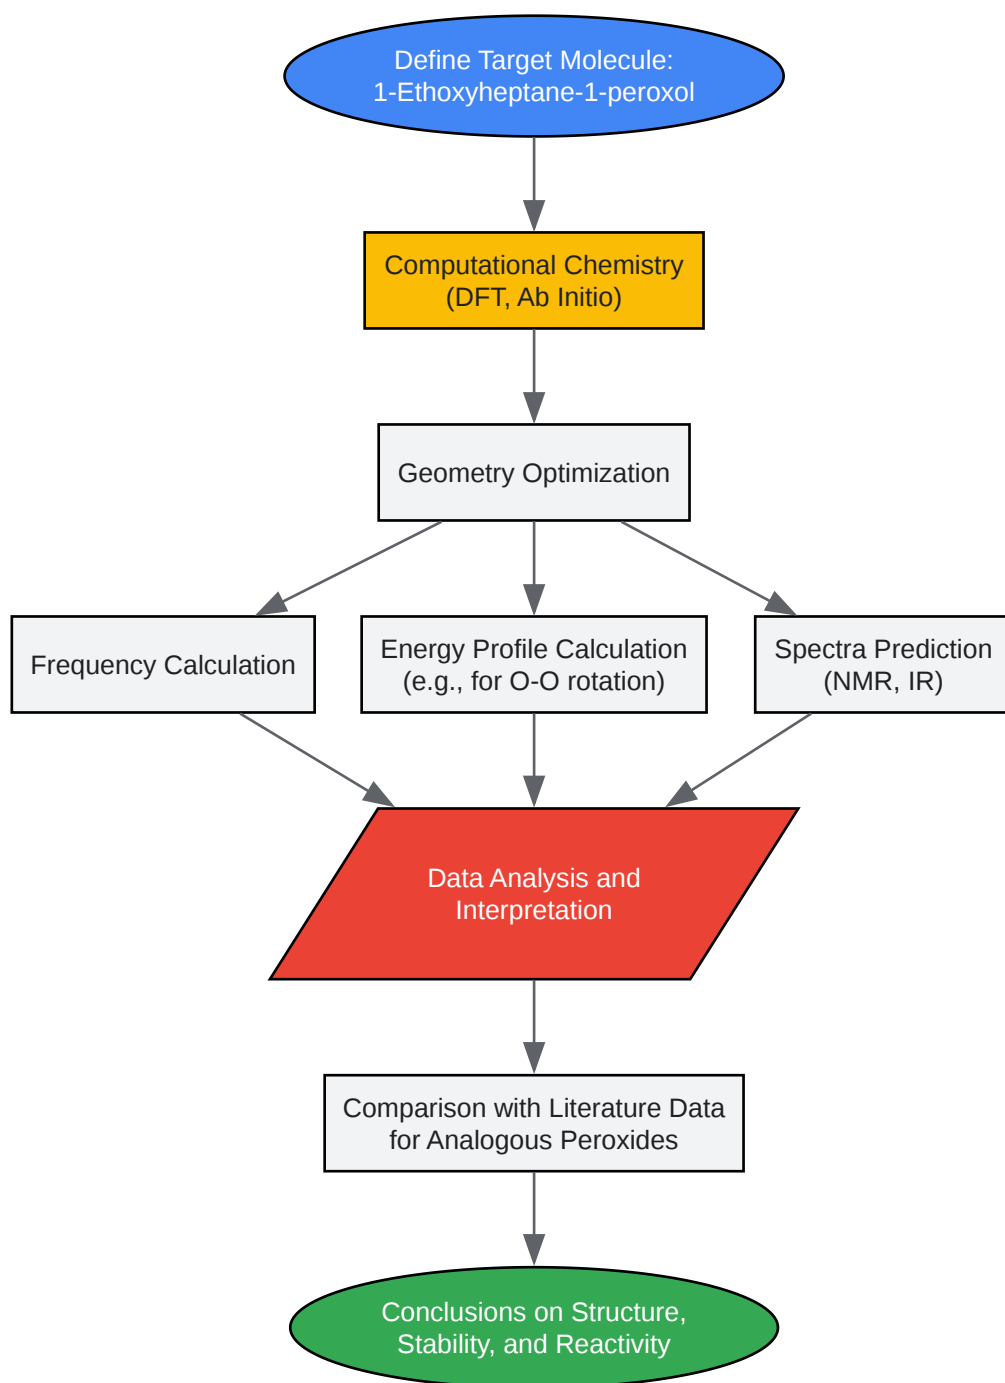 Define Target Molecule:
1-Ethoxyheptane-1-peroxol
Computational Chemistry
(DFT, Ab Initio)
Geometry Optimization
Frequency Calculation
Energy Profile Calculation
(e.g., for O-O rotation)
Spectra Prediction
(NMR, IR)
Data Analysis and
Interpretation
Comparison with Literature Data
for Analogous Peroxides
Conclusions on Structure,
Stability, and Reactivity